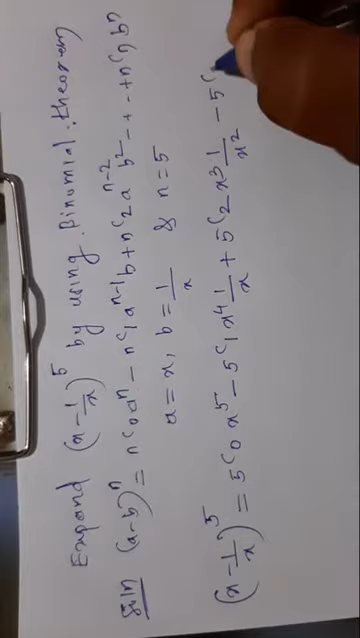 Expand (x - 1/x)^5 by using Binomial theorem
Soln (a-b)^n = nC0 a^n - nC1 a^n-1 b + nC2 a^n-2 b^2 - + - + nCn b^n
a = x, b = 1/x & n = 5
(x - 1/x)^5 = 5C0 x^5 - 5C1 x^4 1/x + 5C2 x^3 1/x^2 - 5C